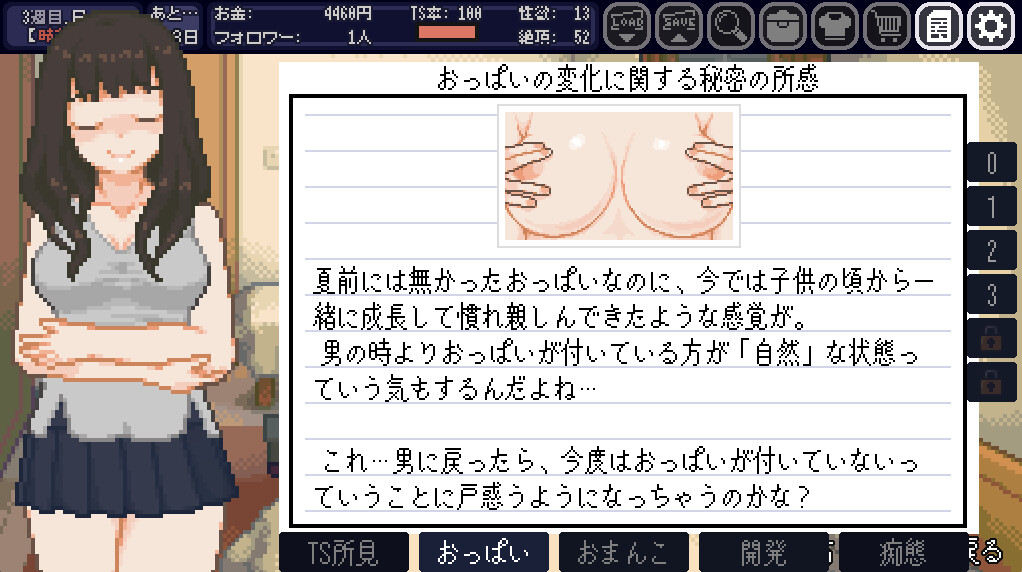 3週目.日
あと…
【時
3日
お金: 4460円
フォロワー: 1人
TS率: 100
性欲: 13
絶頂: 52
LOAD
SAVE
おっぱいの変化に関する秘密の所感
夏前には無かったおっぱいなのに、今では子供の頃から一
緒に成長して慣れ親しんできたような感覚が。
男の時よりおっぱいが付いている方が「自然」な状態っ
ていう気もするんだよね…
これ…男に戻ったら、今度はおっぱいが付いていないっ
ていうことに戸惑うようになっちゃうのかな?
0
1
2
3
TS所見
おっぱい
おまんこ
開発
痴態
戻る